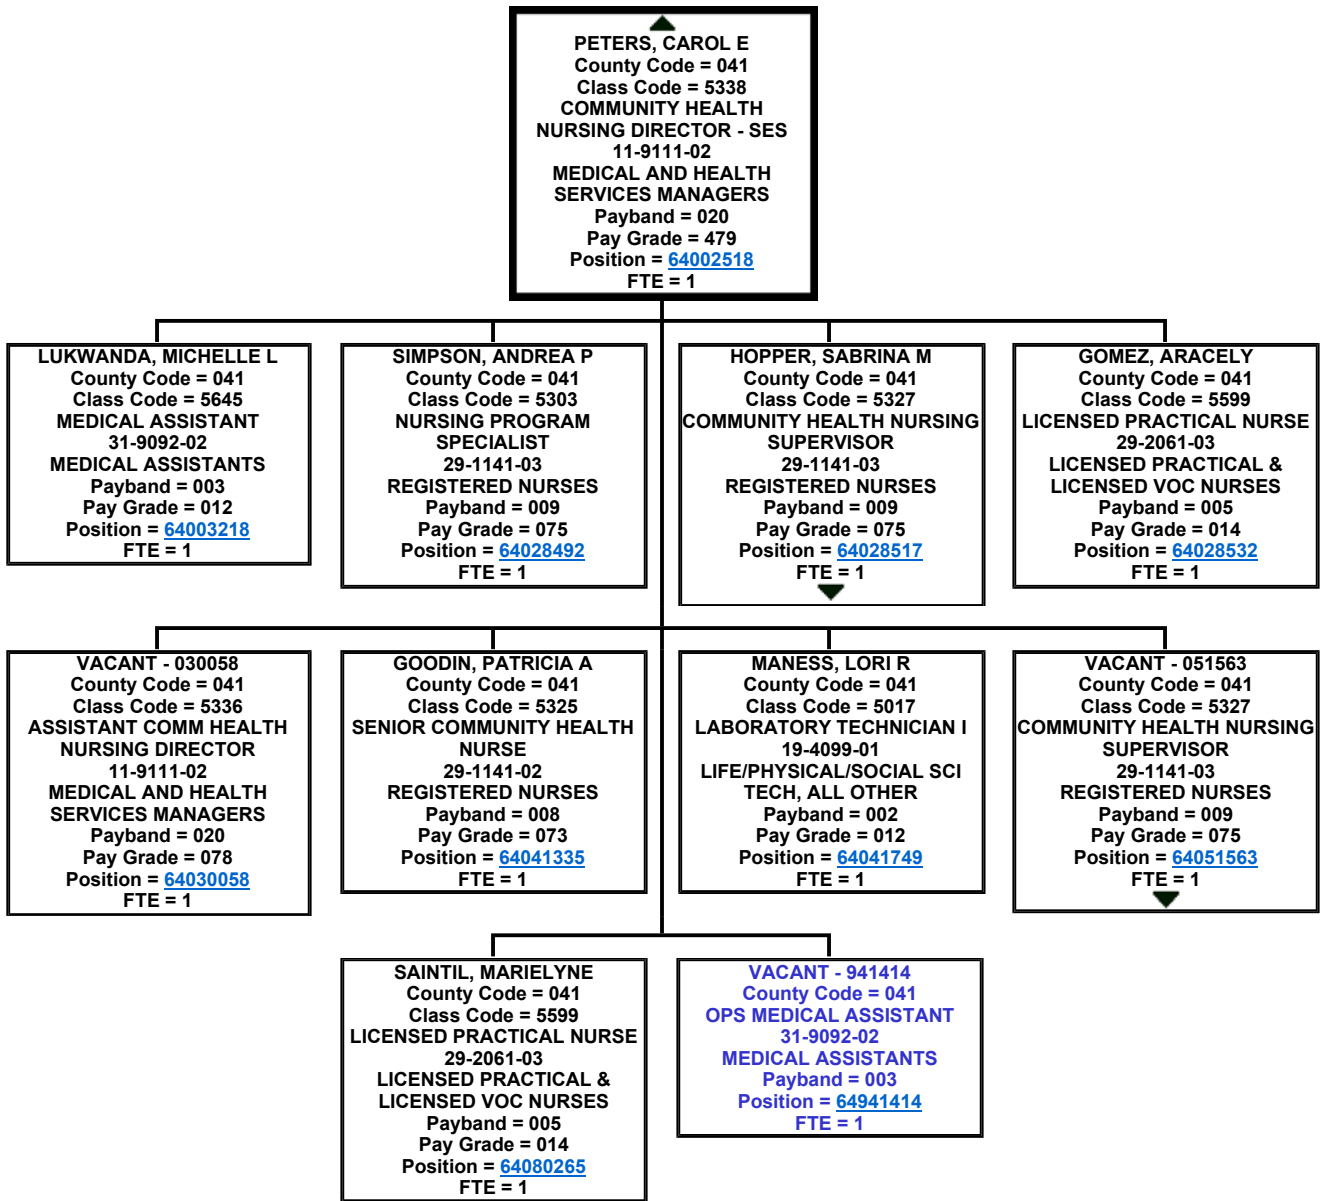 PETERS, CAROL E
County Code = 041
Class Code = 5338
COMMUNITY HEALTH
NURSING DIRECTOR - SES
11-9111-02
MEDICAL AND HEALTH
SERVICES MANAGERS
Payband = 020
Pay Grade = 479
Position = 64002518
FTE = 1
LUKWANDA, MICHELLE L
County Code = 041
Class Code = 5645
MEDICAL ASSISTANT
31-9092-02
MEDICAL ASSISTANTS
Payband = 003
Pay Grade = 012
Position = 64003218
FTE = 1
SIMPSON, ANDREA P
County Code = 041
Class Code = 5303
NURSING PROGRAM
SPECIALIST
29-1141-03
REGISTERED NURSES
Payband = 009
Pay Grade = 075
Position = 64028492
FTE = 1
HOPPER, SABRINA M
County Code = 041
Class Code = 5327
COMMUNITY HEALTH NURSING
SUPERVISOR
29-1141-03
REGISTERED NURSES
Payband = 009
Pay Grade = 075
Position = 64028517
FTE = 1
GOMEZ, ARACELY
County Code = 041
Class Code = 5599
LICENSED PRACTICAL NURSE
29-2061-03
LICENSED PRACTICAL &
LICENSED VOC NURSES
Payband = 005
Pay Grade = 014
Position = 64028532
FTE = 1
VACANT - 030058
County Code = 041
Class Code = 5336
ASSISTANT COMM HEALTH
NURSING DIRECTOR
11-9111-02
MEDICAL AND HEALTH
SERVICES MANAGERS
Payband = 020
Pay Grade = 078
Position = 64030058
FTE = 1
GOODIN, PATRICIA A
County Code = 041
Class Code = 5325
SENIOR COMMUNITY HEALTH
NURSE
29-1141-02
REGISTERED NURSES
Payband = 008
Pay Grade = 073
Position = 64041335
FTE = 1
MANESS, LORI R
County Code = 041
Class Code = 5017
LABORATORY TECHNICIAN I
19-4099-01
LIFE/PHYSICAL/SOCIAL SCI
TECH, ALL OTHER
Payband = 002
Pay Grade = 012
Position = 64041749
FTE = 1
VACANT - 051563
County Code = 041
Class Code = 5327
COMMUNITY HEALTH NURSING
SUPERVISOR
29-1141-03
REGISTERED NURSES
Payband = 009
Pay Grade = 075
Position = 64051563
FTE = 1
SAINTIL, MARIELYNE
County Code = 041
Class Code = 5599
LICENSED PRACTICAL NURSE
29-2061-03
LICENSED PRACTICAL &
LICENSED VOC NURSES
Payband = 005
Pay Grade = 014
Position = 64080265
FTE = 1
VACANT - 941414
County Code = 041
OPS MEDICAL ASSISTANT
31-9092-02
MEDICAL ASSISTANTS
Payband = 003
Position = 64941414
FTE = 1